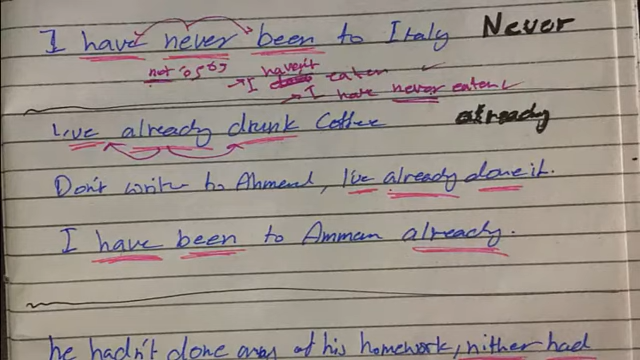 I have never been to Italy Never
not
→ I haven't eaten
→ I have never eaten
I've already drunk Coffee already
Don't write to Ahmed, I've already done it.
I have been to Amman already.
he hadn't done any of his homework, nither had